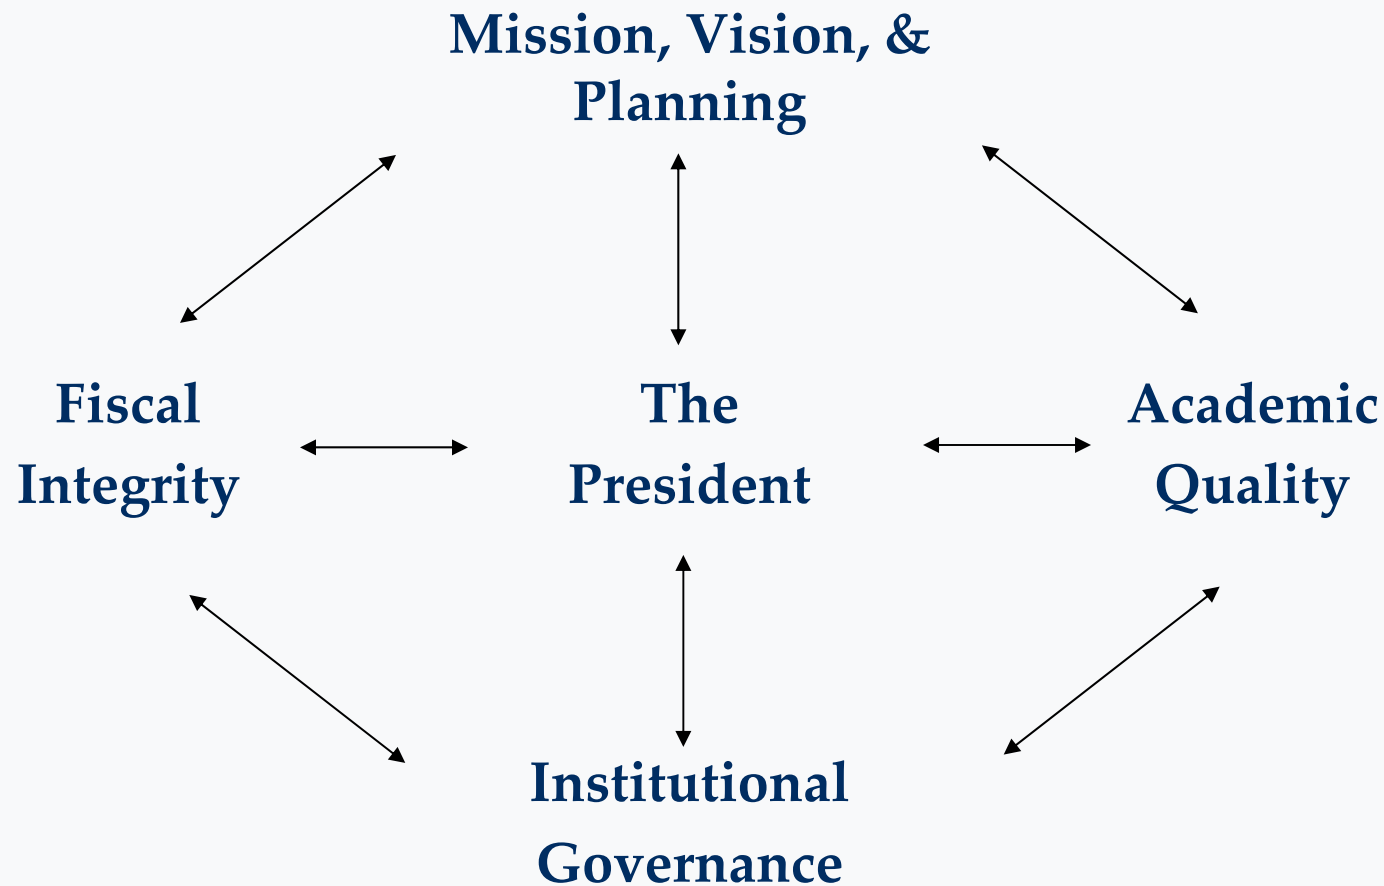 Mission, Vision, &
Planning
Fiscal
Integrity
The
President
Academic
Quality
Institutional
Governance